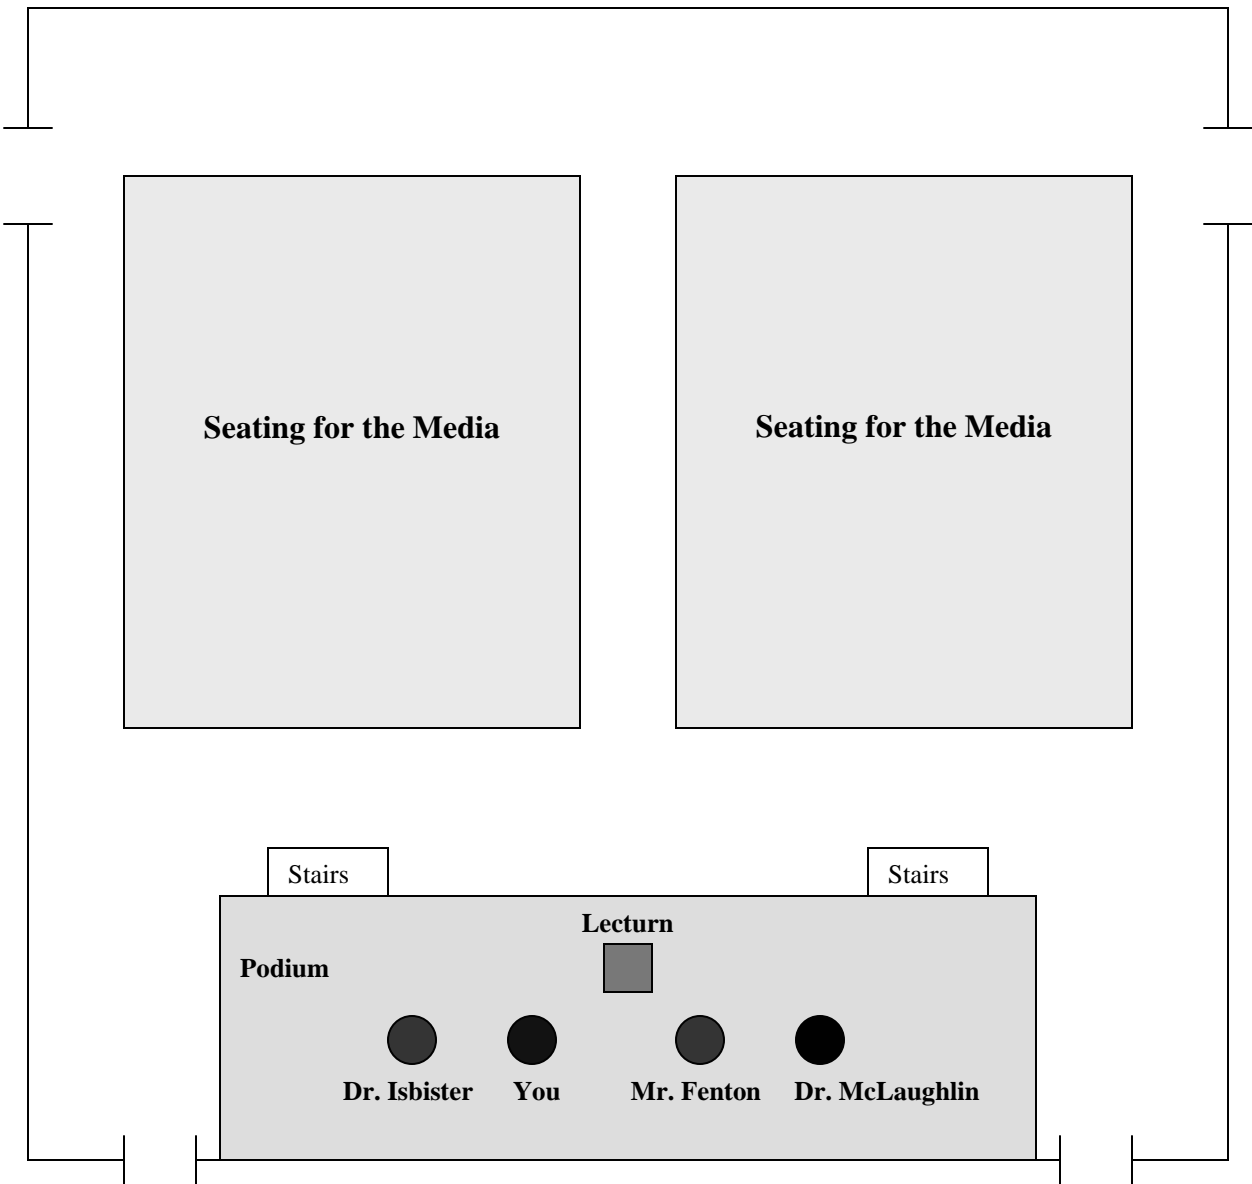 Seating for the Media
Seating for the Media
Stairs
Stairs
Lecturn
Podium
Dr. Isbister
You
Mr. Fenton
Dr. McLaughlin